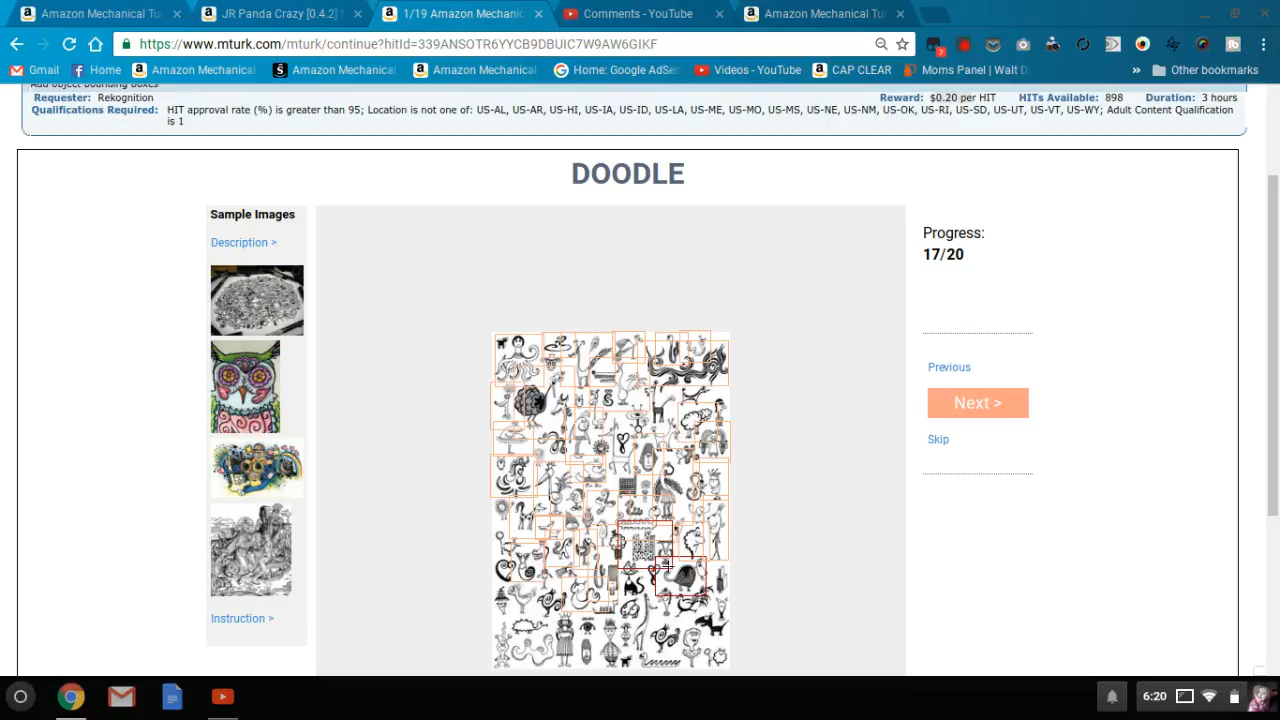 Amazon Mechanical Tu
JR Panda Crazy [0.4.2]
1/19 Amazon Mechanic
Comments - YouTube
Amazon Mechanical Tu
https://www.mturk.com/mturk/continue?hitId=339ANSOTR6YYCB9DBUIC7W9AW6GIKF
7
Gmail
Home
Amazon Mechanical
Amazon Mechanical
Amazon Mechanical
Home: Google AdSen
Videos - YouTube
CAP CLEAR
Moms Panel | Walt D
»
Other bookmarks
Add object bounding boxes
Requester: Rekognition
Reward: $0.20 per HIT
HITs Available: 898
Duration: 3 hours
Qualifications Required: HIT approval rate (%) is greater than 95; Location is not one of: US-AL, US-AR, US-HI, US-IA, US-ID, US-LA, US-ME, US-MO, US-MS, US-NE, US-NM, US-OK, US-RI, US-SD, US-UT, US-VT, US-WY; Adult Content Qualification
is 1
DOODLE
Sample Images
Description >
Instruction >
Progress:
17/20
Previous
Next >
Skip
6:20